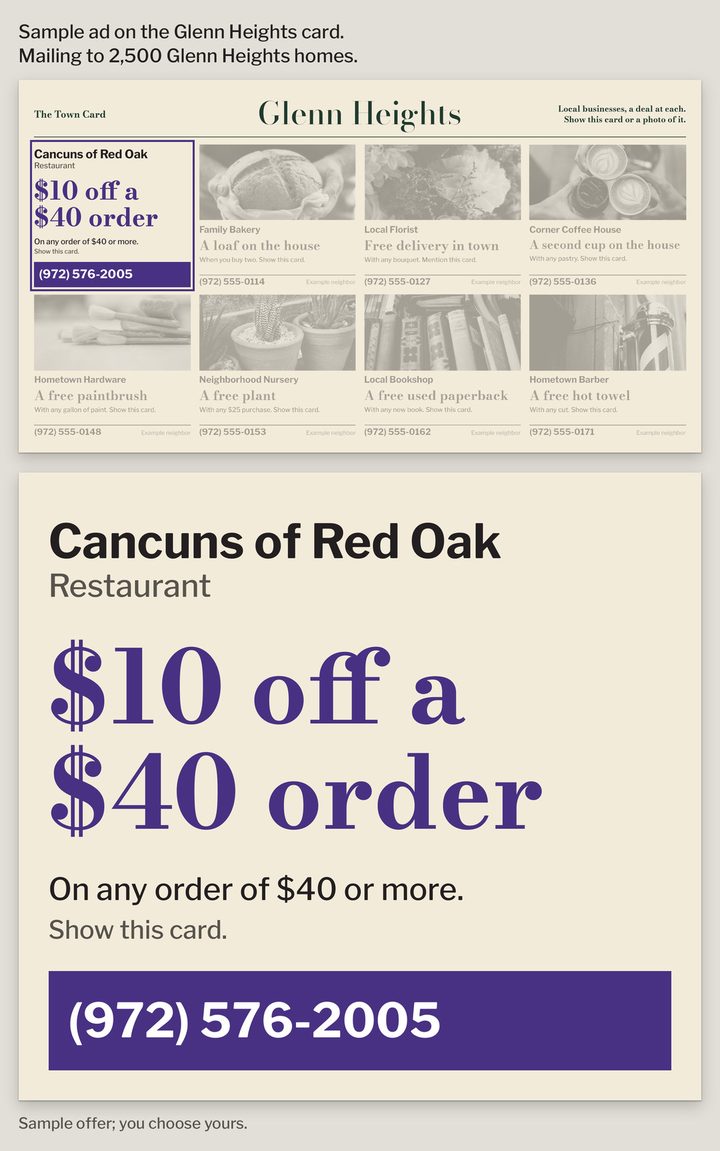 Sample ad on the Glenn Heights card.
Mailing to 2,500 Glenn Heights homes.
The Town Card
Glenn Heights
Local businesses, a deal at each.
Show this card or a photo of it.
Cancuns of Red Oak
Restaurant
$10 off a
$40 order
On any order of $40 or more.
Show this card.
(972) 576-2005
Family Bakery
A loaf on the house
When you buy two. Show this card.
(972) 555-0114
Example neighbor
Local Florist
Free delivery in town
With any bouquet. Mention this card.
(972) 555-0127
Example neighbor
Corner Coffee House
A second cup on the house
With any pastry. Show this card.
(972) 555-0136
Example neighbor
Hometown Hardware
A free paintbrush
With any gallon of paint. Show this card.
(972) 555-0148
Example neighbor
Neighborhood Nursery
A free plant
With any $25 purchase. Show this card.
(972) 555-0153
Example neighbor
Local Bookshop
A free used paperback
With any new book. Show this card.
(972) 555-0162
Example neighbor
Hometown Barber
A free hot towel
With any cut. Show this card.
(972) 555-0171
Example neighbor
Cancuns of Red Oak
Restaurant
$10 off a
$40 order
On any order of $40 or more.
Show this card.
(972) 576-2005
Sample offer; you choose yours.